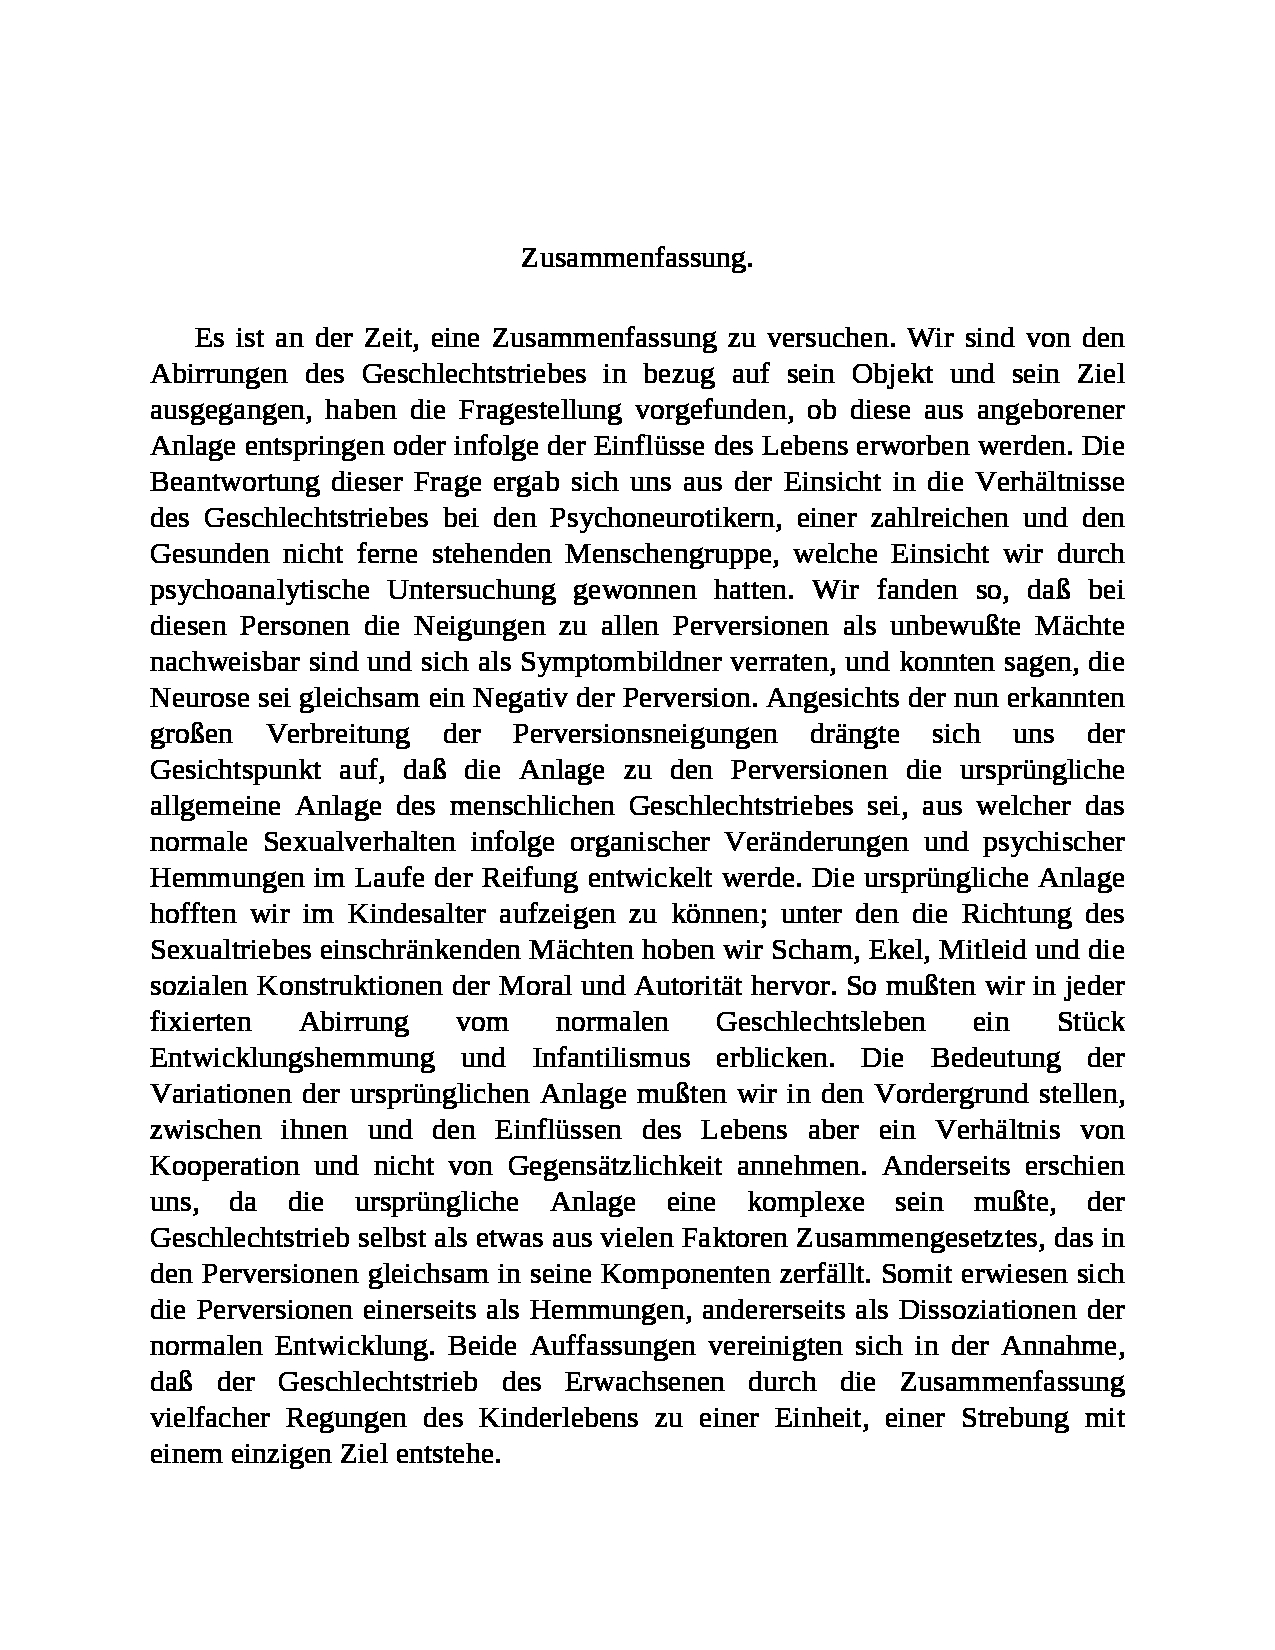 Zusammenfassung.
Es ist an der Zeit, eine Zusammenfassung zu versuchen. Wir sind von den
Abirrungen des Geschlechtstriebes in bezug auf sein Objekt und sein Ziel
ausgegangen, haben die Fragestellung vorgefunden, ob diese aus angeborener
Anlage entspringen oder infolge der Einflüsse des Lebens erworben werden. Die
Beantwortung dieser Frage ergab sich uns aus der Einsicht in die Verhältnisse
des Geschlechtstriebes bei den Psychoneurotikern, einer zahlreichen und den
Gesunden nicht ferne stehenden Menschengruppe, welche Einsicht wir durch
psychoanalytische Untersuchung gewonnen hatten. Wir fanden so, daß bei
diesen Personen die Neigungen zu allen Perversionen als unbewußte Mächte
nachweisbar sind und sich als Symptombildner verraten, und konnten sagen, die
Neurose sei gleichsam ein Negativ der Perversion. Angesichts der nun erkannten
großen Verbreitung der Perversionsneigungen drängte sich uns der
Gesichtspunkt auf, daß die Anlage zu den Perversionen die ursprüngliche
allgemeine Anlage des menschlichen Geschlechtstriebes sei, aus welcher das
normale Sexualverhalten infolge organischer Veränderungen und psychischer
Hemmungen im Laufe der Reifung entwickelt werde. Die ursprüngliche Anlage
hofften wir im Kindesalter aufzeigen zu können; unter den die Richtung des
Sexualtriebes einschränkenden Mächten hoben wir Scham, Ekel, Mitleid und die
sozialen Konstruktionen der Moral und Autorität hervor. So mußten wir in jeder
fixierten Abirrung vom normalen Geschlechtsleben ein Stück
Entwicklungshemmung und Infantilismus erblicken. Die Bedeutung der
Variationen der ursprünglichen Anlage mußten wir in den Vordergrund stellen,
zwischen ihnen und den Einflüssen des Lebens aber ein Verhältnis von
Kooperation und nicht von Gegensätzlichkeit annehmen. Anderseits erschien
uns, da die ursprüngliche Anlage eine komplexe sein mußte, der
Geschlechtstrieb selbst als etwas aus vielen Faktoren Zusammengesetztes, das in
den Perversionen gleichsam in seine Komponenten zerfällt. Somit erwiesen sich
die Perversionen einerseits als Hemmungen, andererseits als Dissoziationen der
normalen Entwicklung. Beide Auffassungen vereinigten sich in der Annahme,
daß der Geschlechtstrieb des Erwachsenen durch die Zusammenfassung
vielfacher Regungen des Kinderlebens zu einer Einheit, einer Strebung mit
einem einzigen Ziel entstehe.